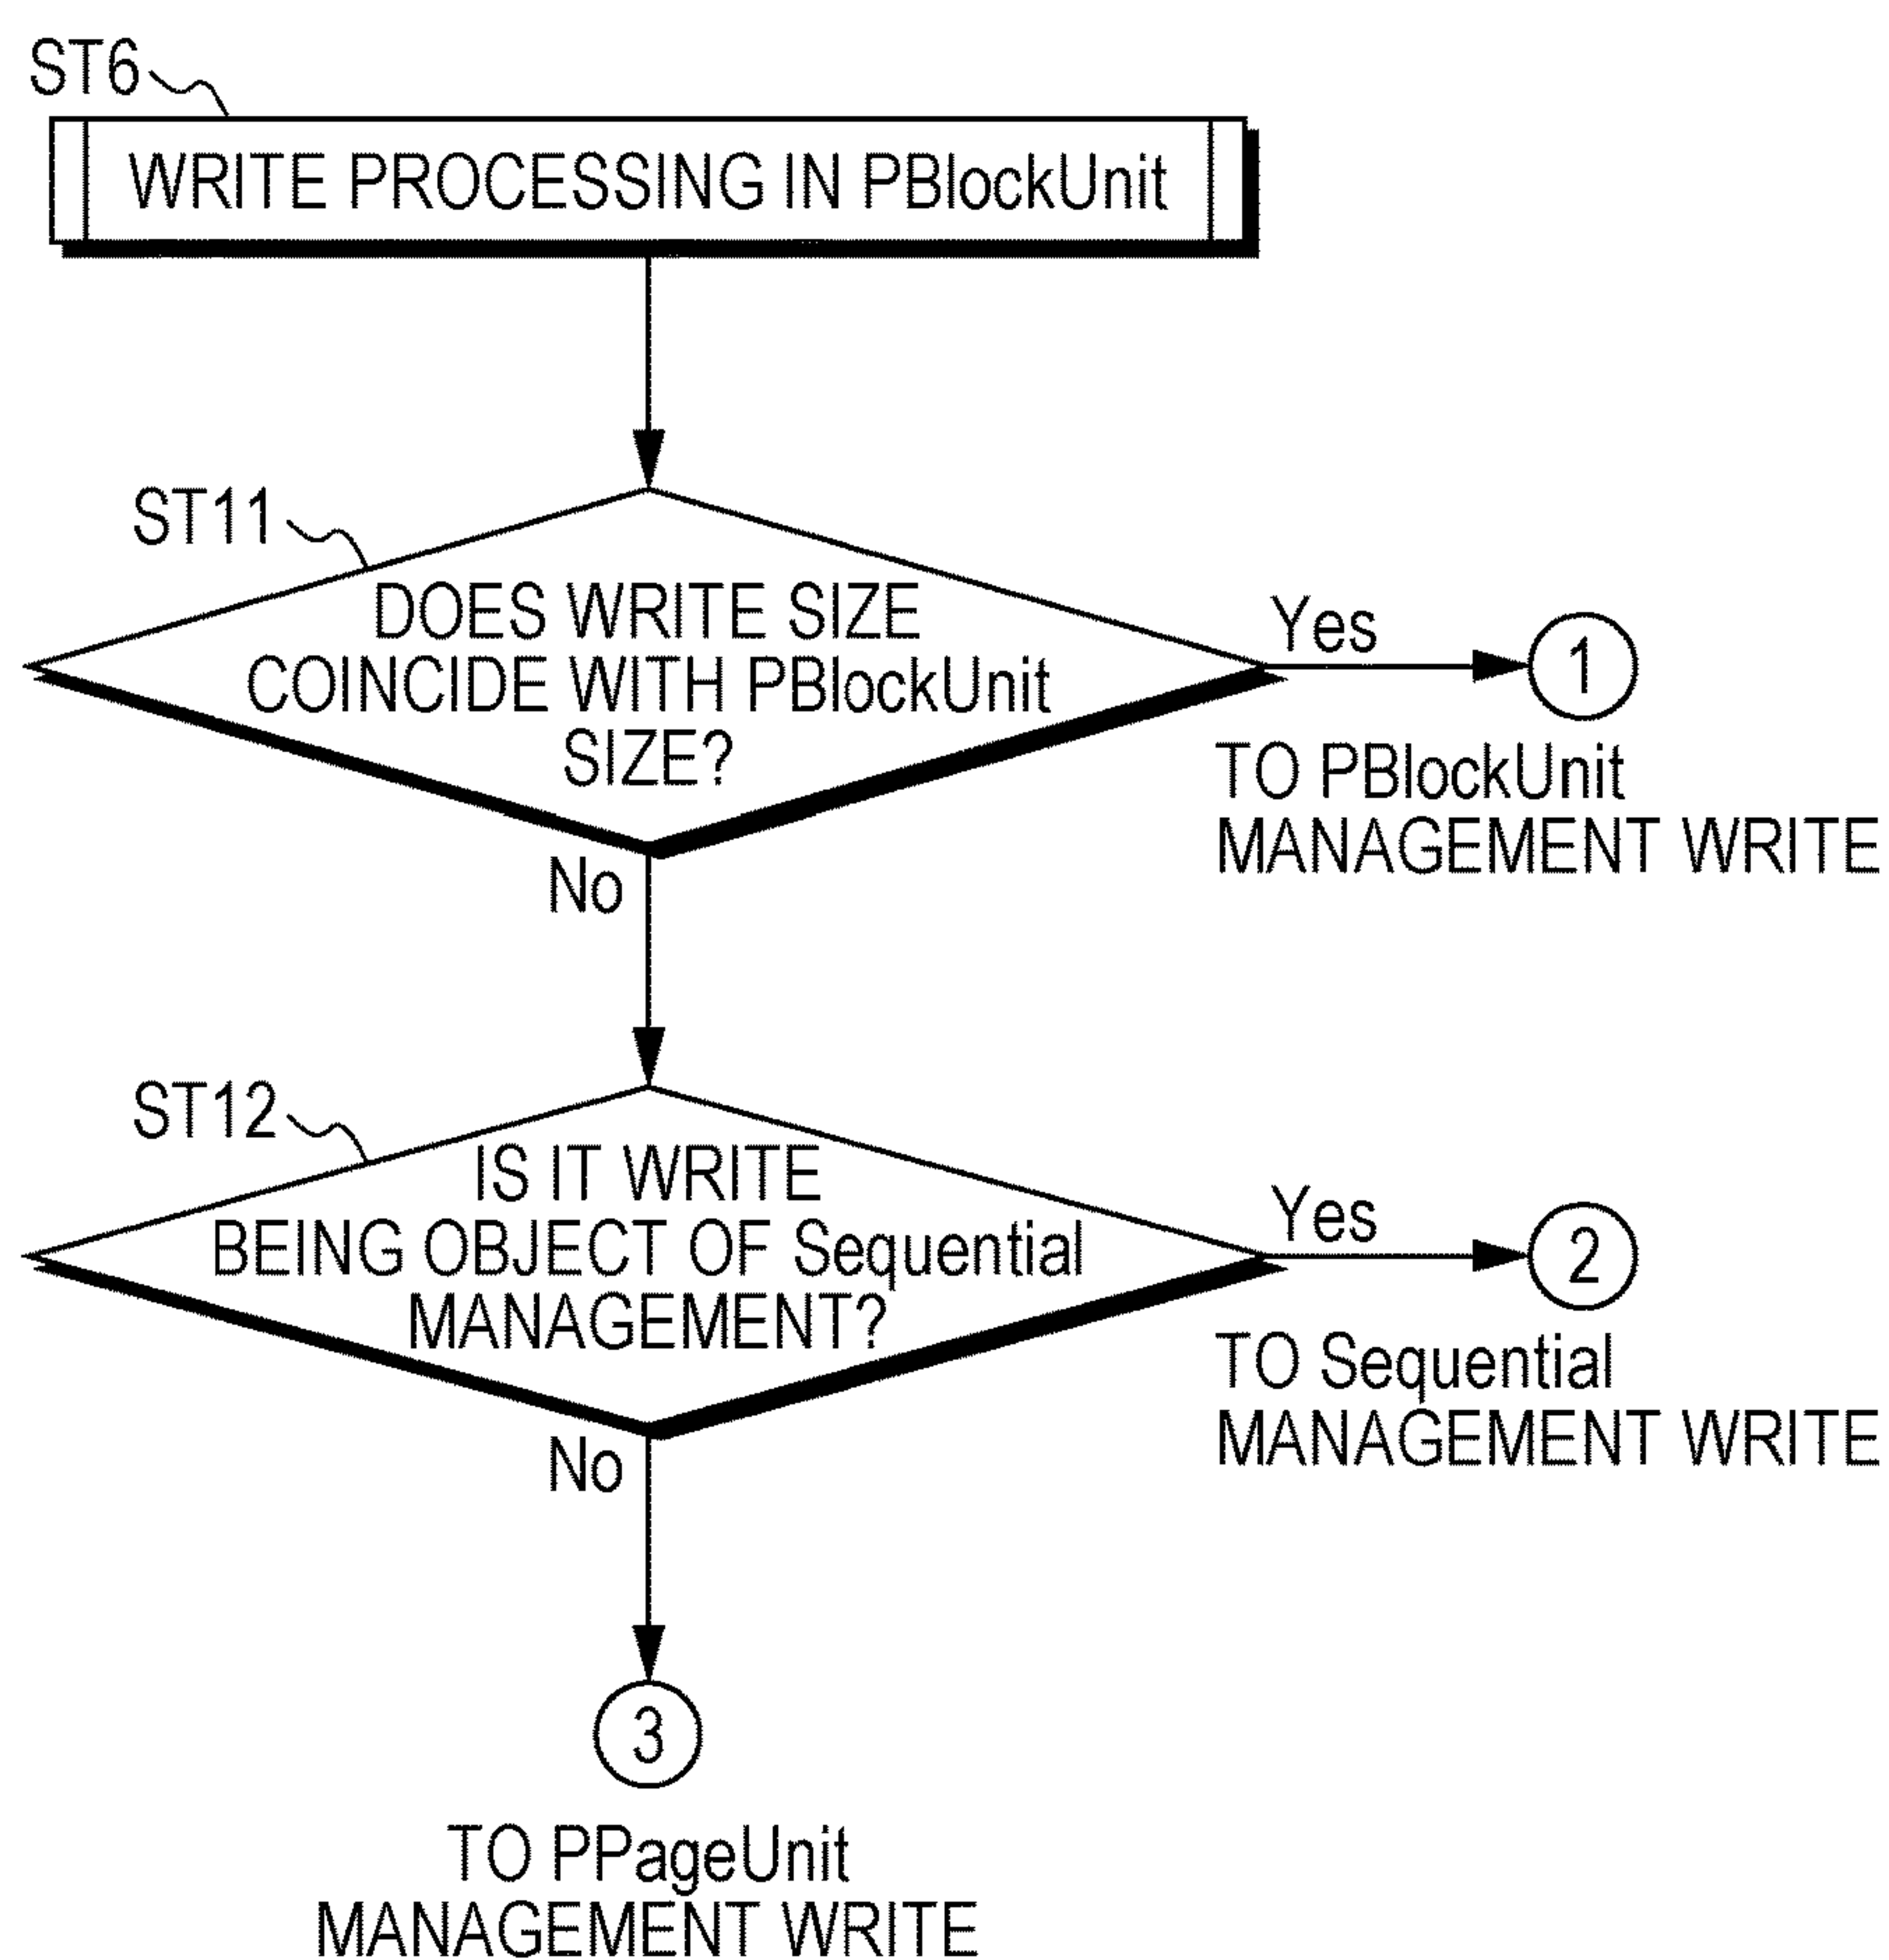 ST6
WRITE PROCESSING IN PBlockUnit
ST11
DOES WRITE SIZE
COINCIDE WITH PBlockUnit
SIZE?
Yes
1
TO PBlockUnit
MANAGEMENT WRITE
No
ST12
IS IT WRITE
BEING OBJECT OF Sequential
MANAGEMENT?
Yes
2
TO Sequential
MANAGEMENT WRITE
No
3
TO PPageUnit
MANAGEMENT WRITE